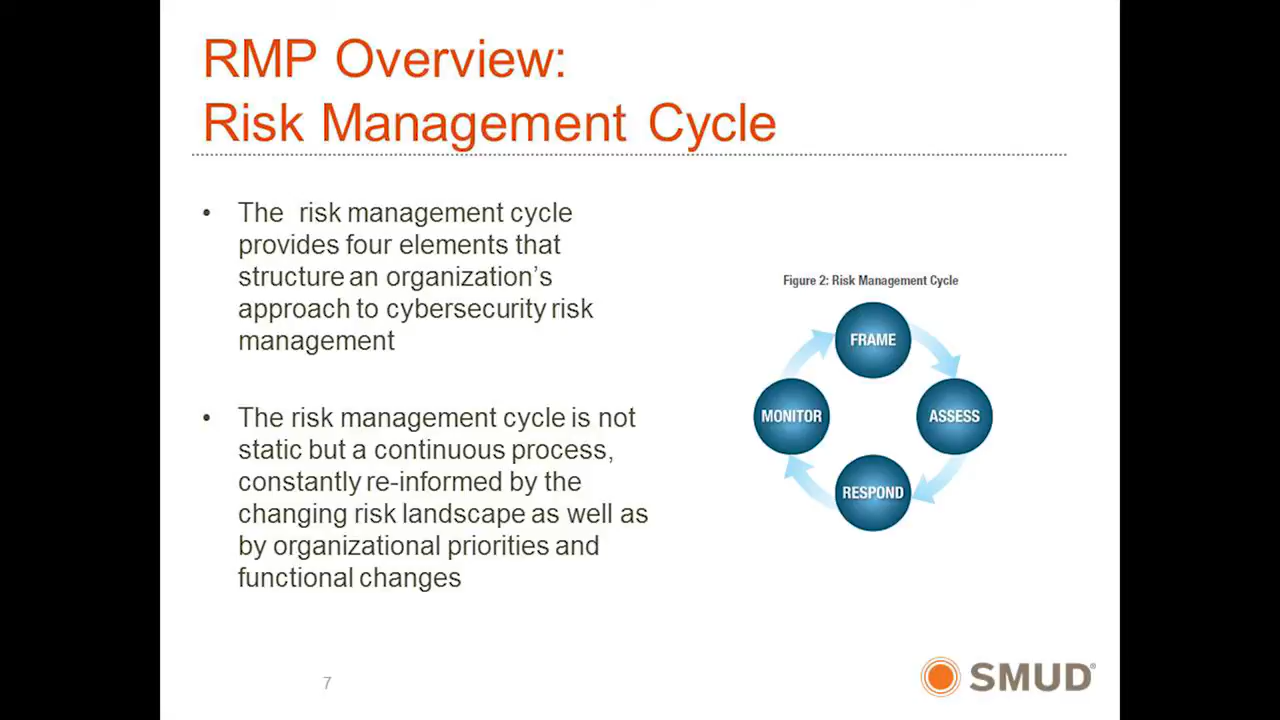 RMP Overview:
Risk Management Cycle
• The  risk management cycle
provides four elements that
structure an organization’s
approach to cybersecurity risk
management
• The risk management cycle is not
static but a continuous process,
constantly re-informed by the
changing risk landscape as well as
by organizational priorities and
functional changes
Figure 2: Risk Management Cycle
FRAME
MONITOR
ASSESS
RESPOND
7
SMUD®